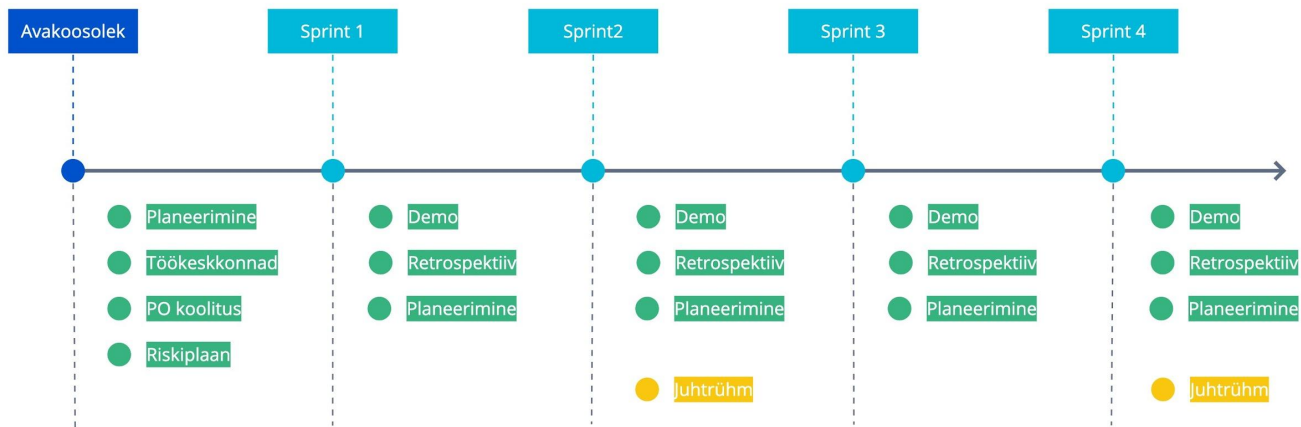 Avakoosolek
Sprint 1
Sprint2
Sprint 3
Sprint 4
Planeerimine
Töökeskkonnad
PO koolitus
Riskiplaan
Demo
Retrospektiiv
Planeerimine
Demo
Retrospektiiv
Planeerimine
Juhtrühm
Demo
Retrospektiiv
Planeerimine
Demo
Retrospektiiv
Planeerimine
Juhtrühm